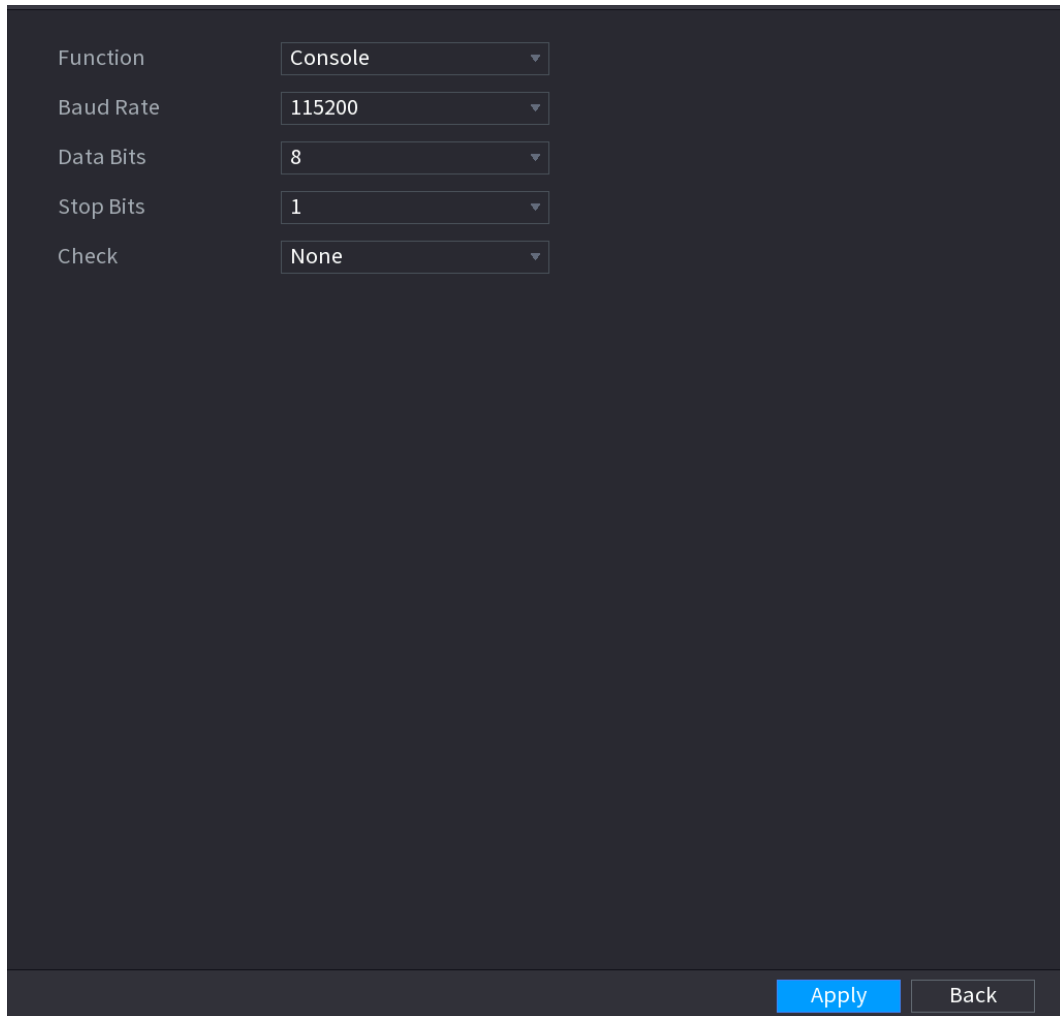 Function Console
Baud Rate 115200
Data Bits 8
Stop Bits 1
Check None
Apply Back